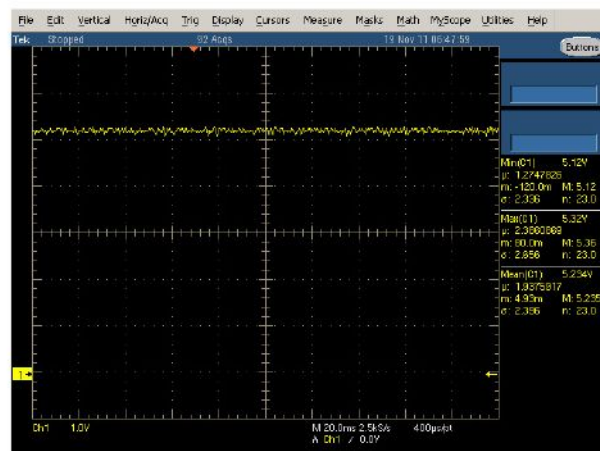 File Edit Vertical Horiz/Acq Trig Display Cursors Measure Masks Math MyScope Utilities Help
Tek Stopped 92 Acqs 19 Nov 11 06:47:59
Buttons
Min(C1) 5.12V
µ: 1.2747826
m: -120.0m M: 5.12
σ: 2.336 n: 23.0
Max(C1) 5.32V
µ: 2.3860869
m: 80.0m M: 5.36
σ: 2.656 n: 23.0
Mean(C1) 5.234V
µ: 1.9375917
m: 4.93m M: 5.235
σ: 2.396 n: 23.0
1
Ch1 1.0V M 20.0ms 2.5kS/s 400µs/pt
A Ch1 / 0.0V